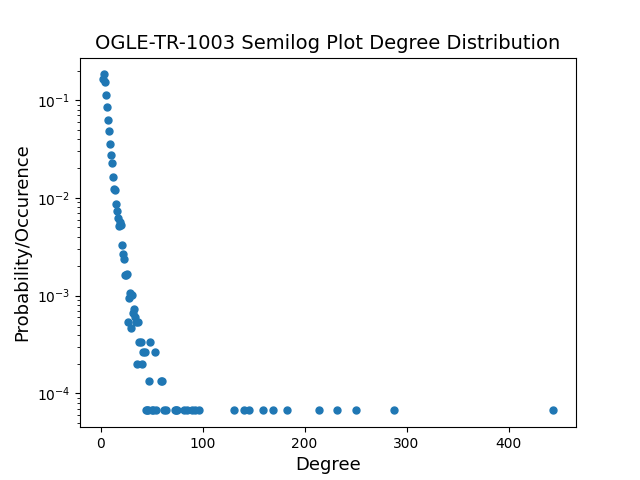 OGLE-TR-1003 Semilog Plot Degree Distribution
Probability/Occurence
10⁻¹
10⁻²
10⁻³
10⁻⁴
0 100 200 300 400
Degree